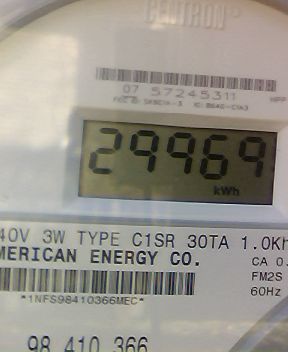 CENTRON
07 57245311
29969
kWh
40V 3W TYPE C1SR 30TA 1.0Kh
MERICAN ENERGY CO.
CA 0.
FM2S
60Hz
*1NFS98410366MEC*
98 410 366